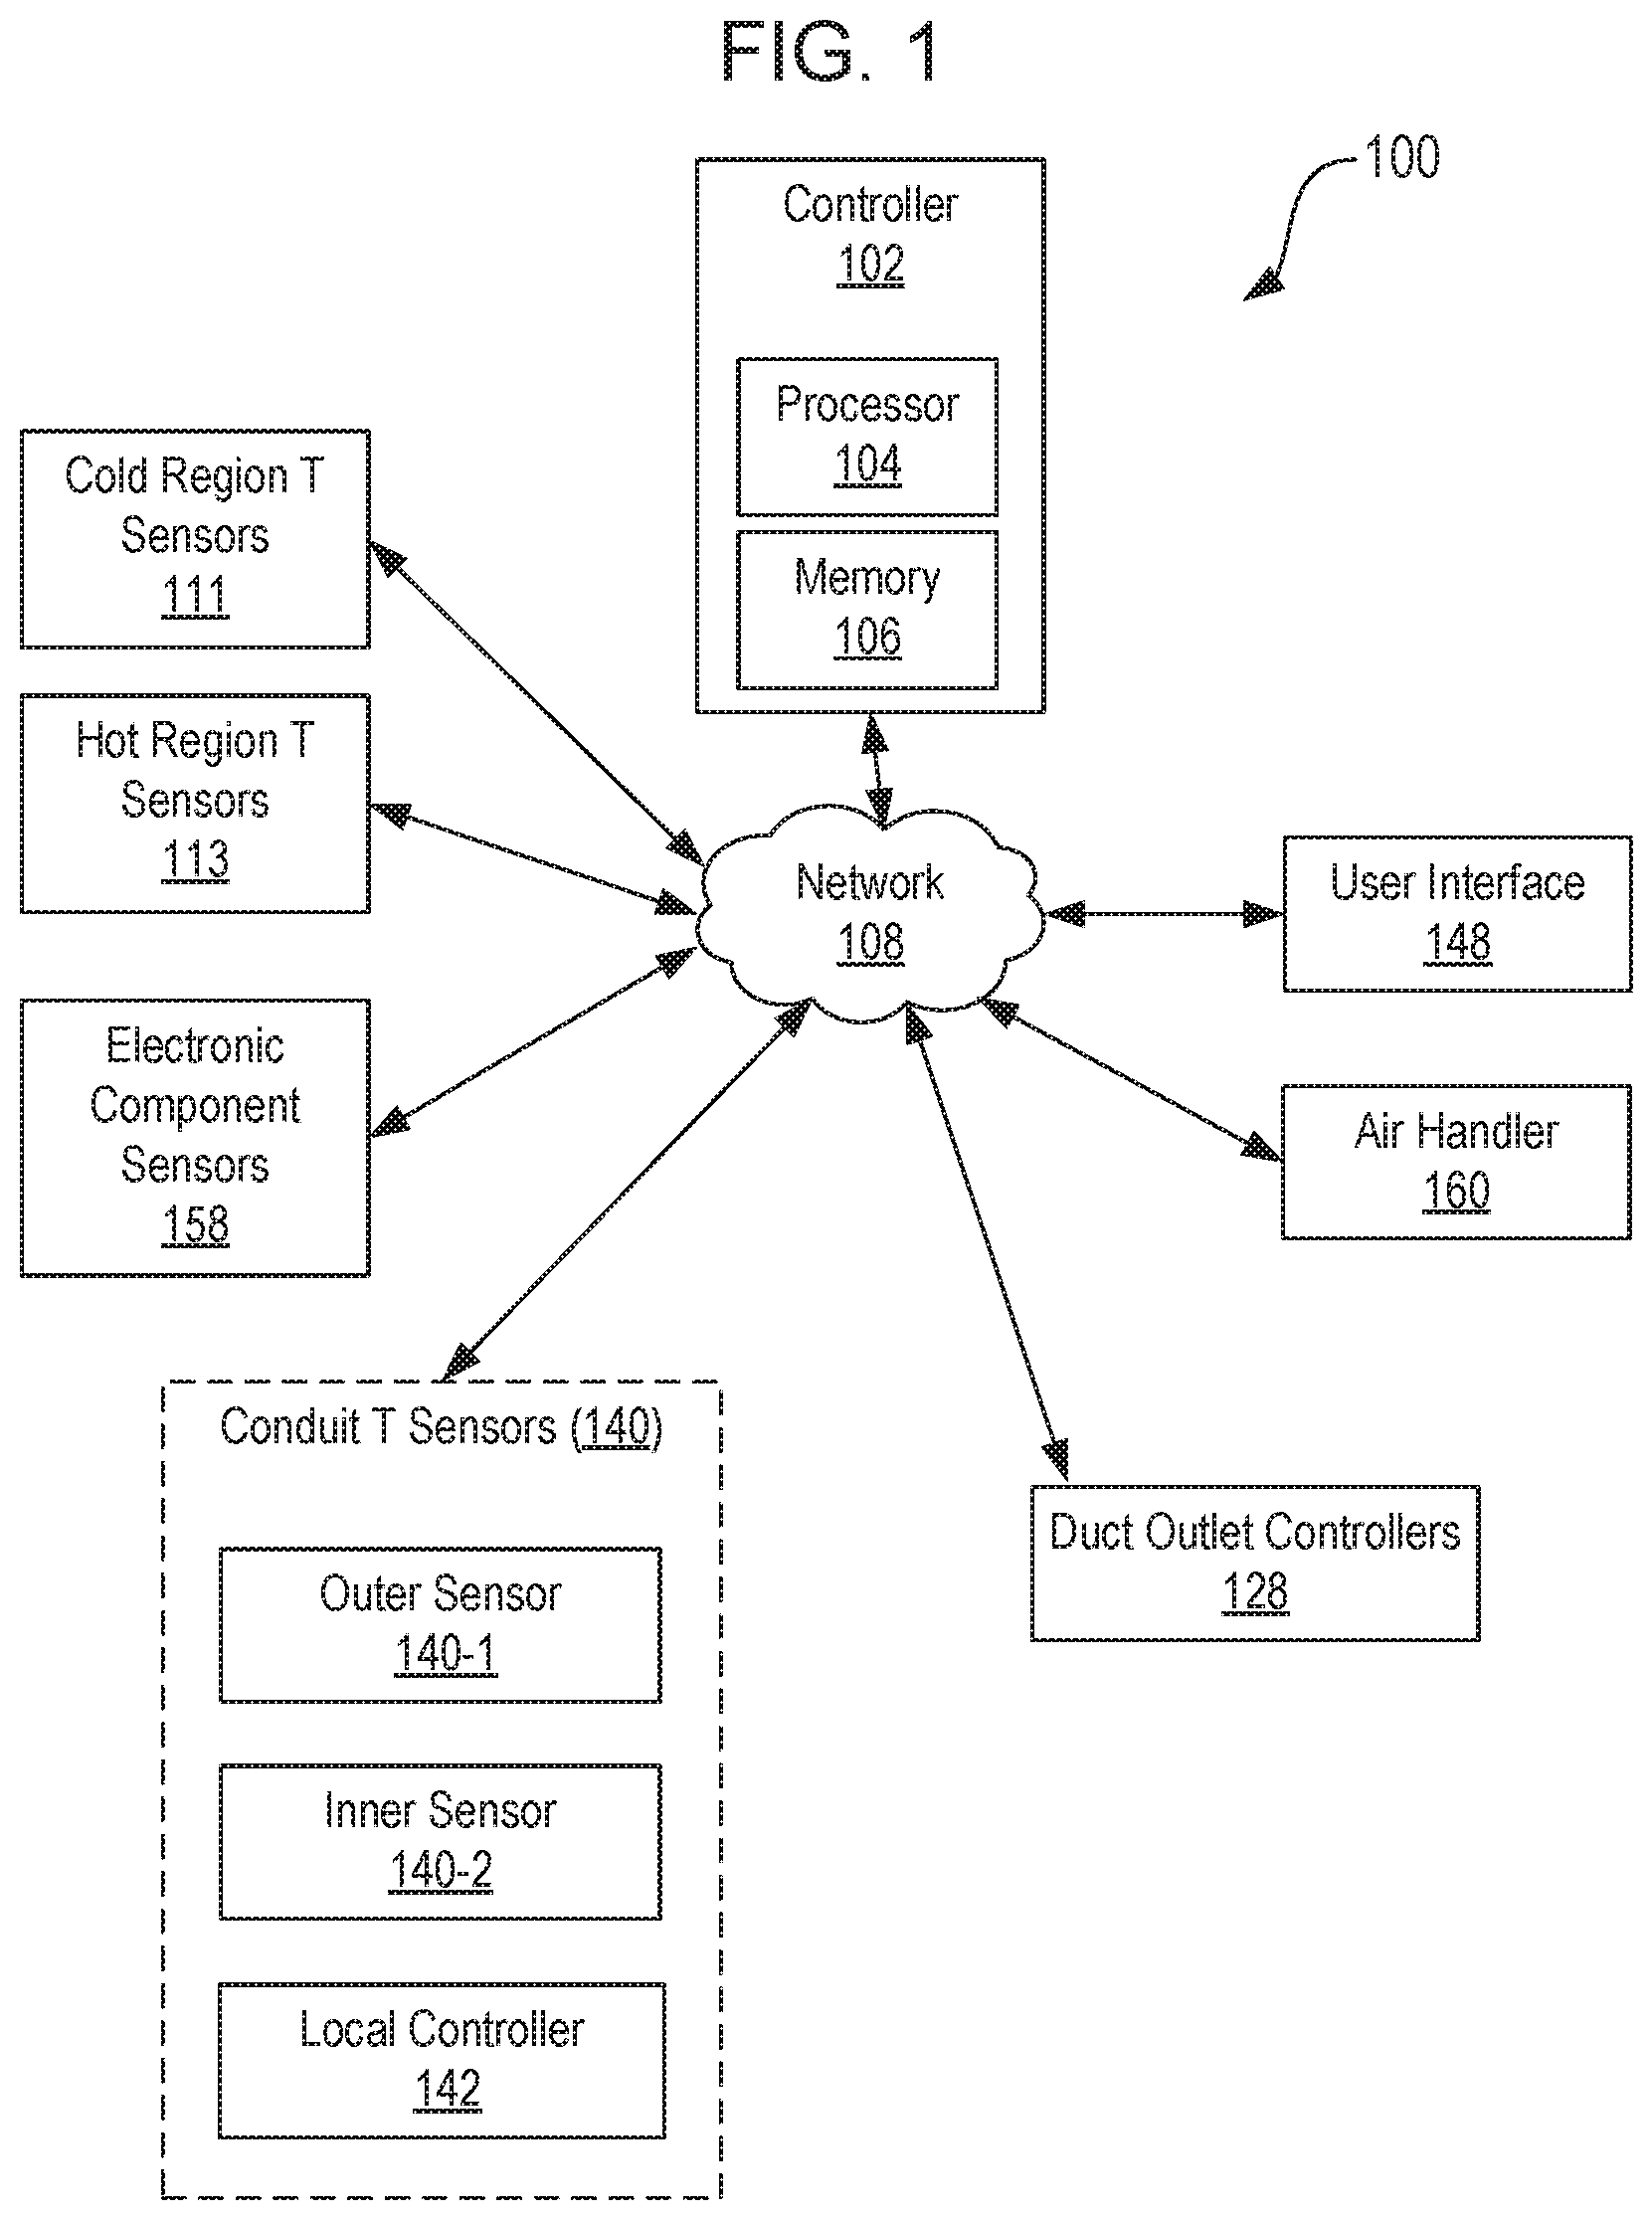 FIG. 1
100
Controller
102
Processor
104
Memory
106
Cold Region T
Sensors
111
Hot Region T
Sensors
113
Electronic
Component
Sensors
158
Network
108
User Interface
148
Air Handler
160
Duct Outlet Controllers
128
Conduit T Sensors (140)
Outer Sensor
140-1
Inner Sensor
140-2
Local Controller
142